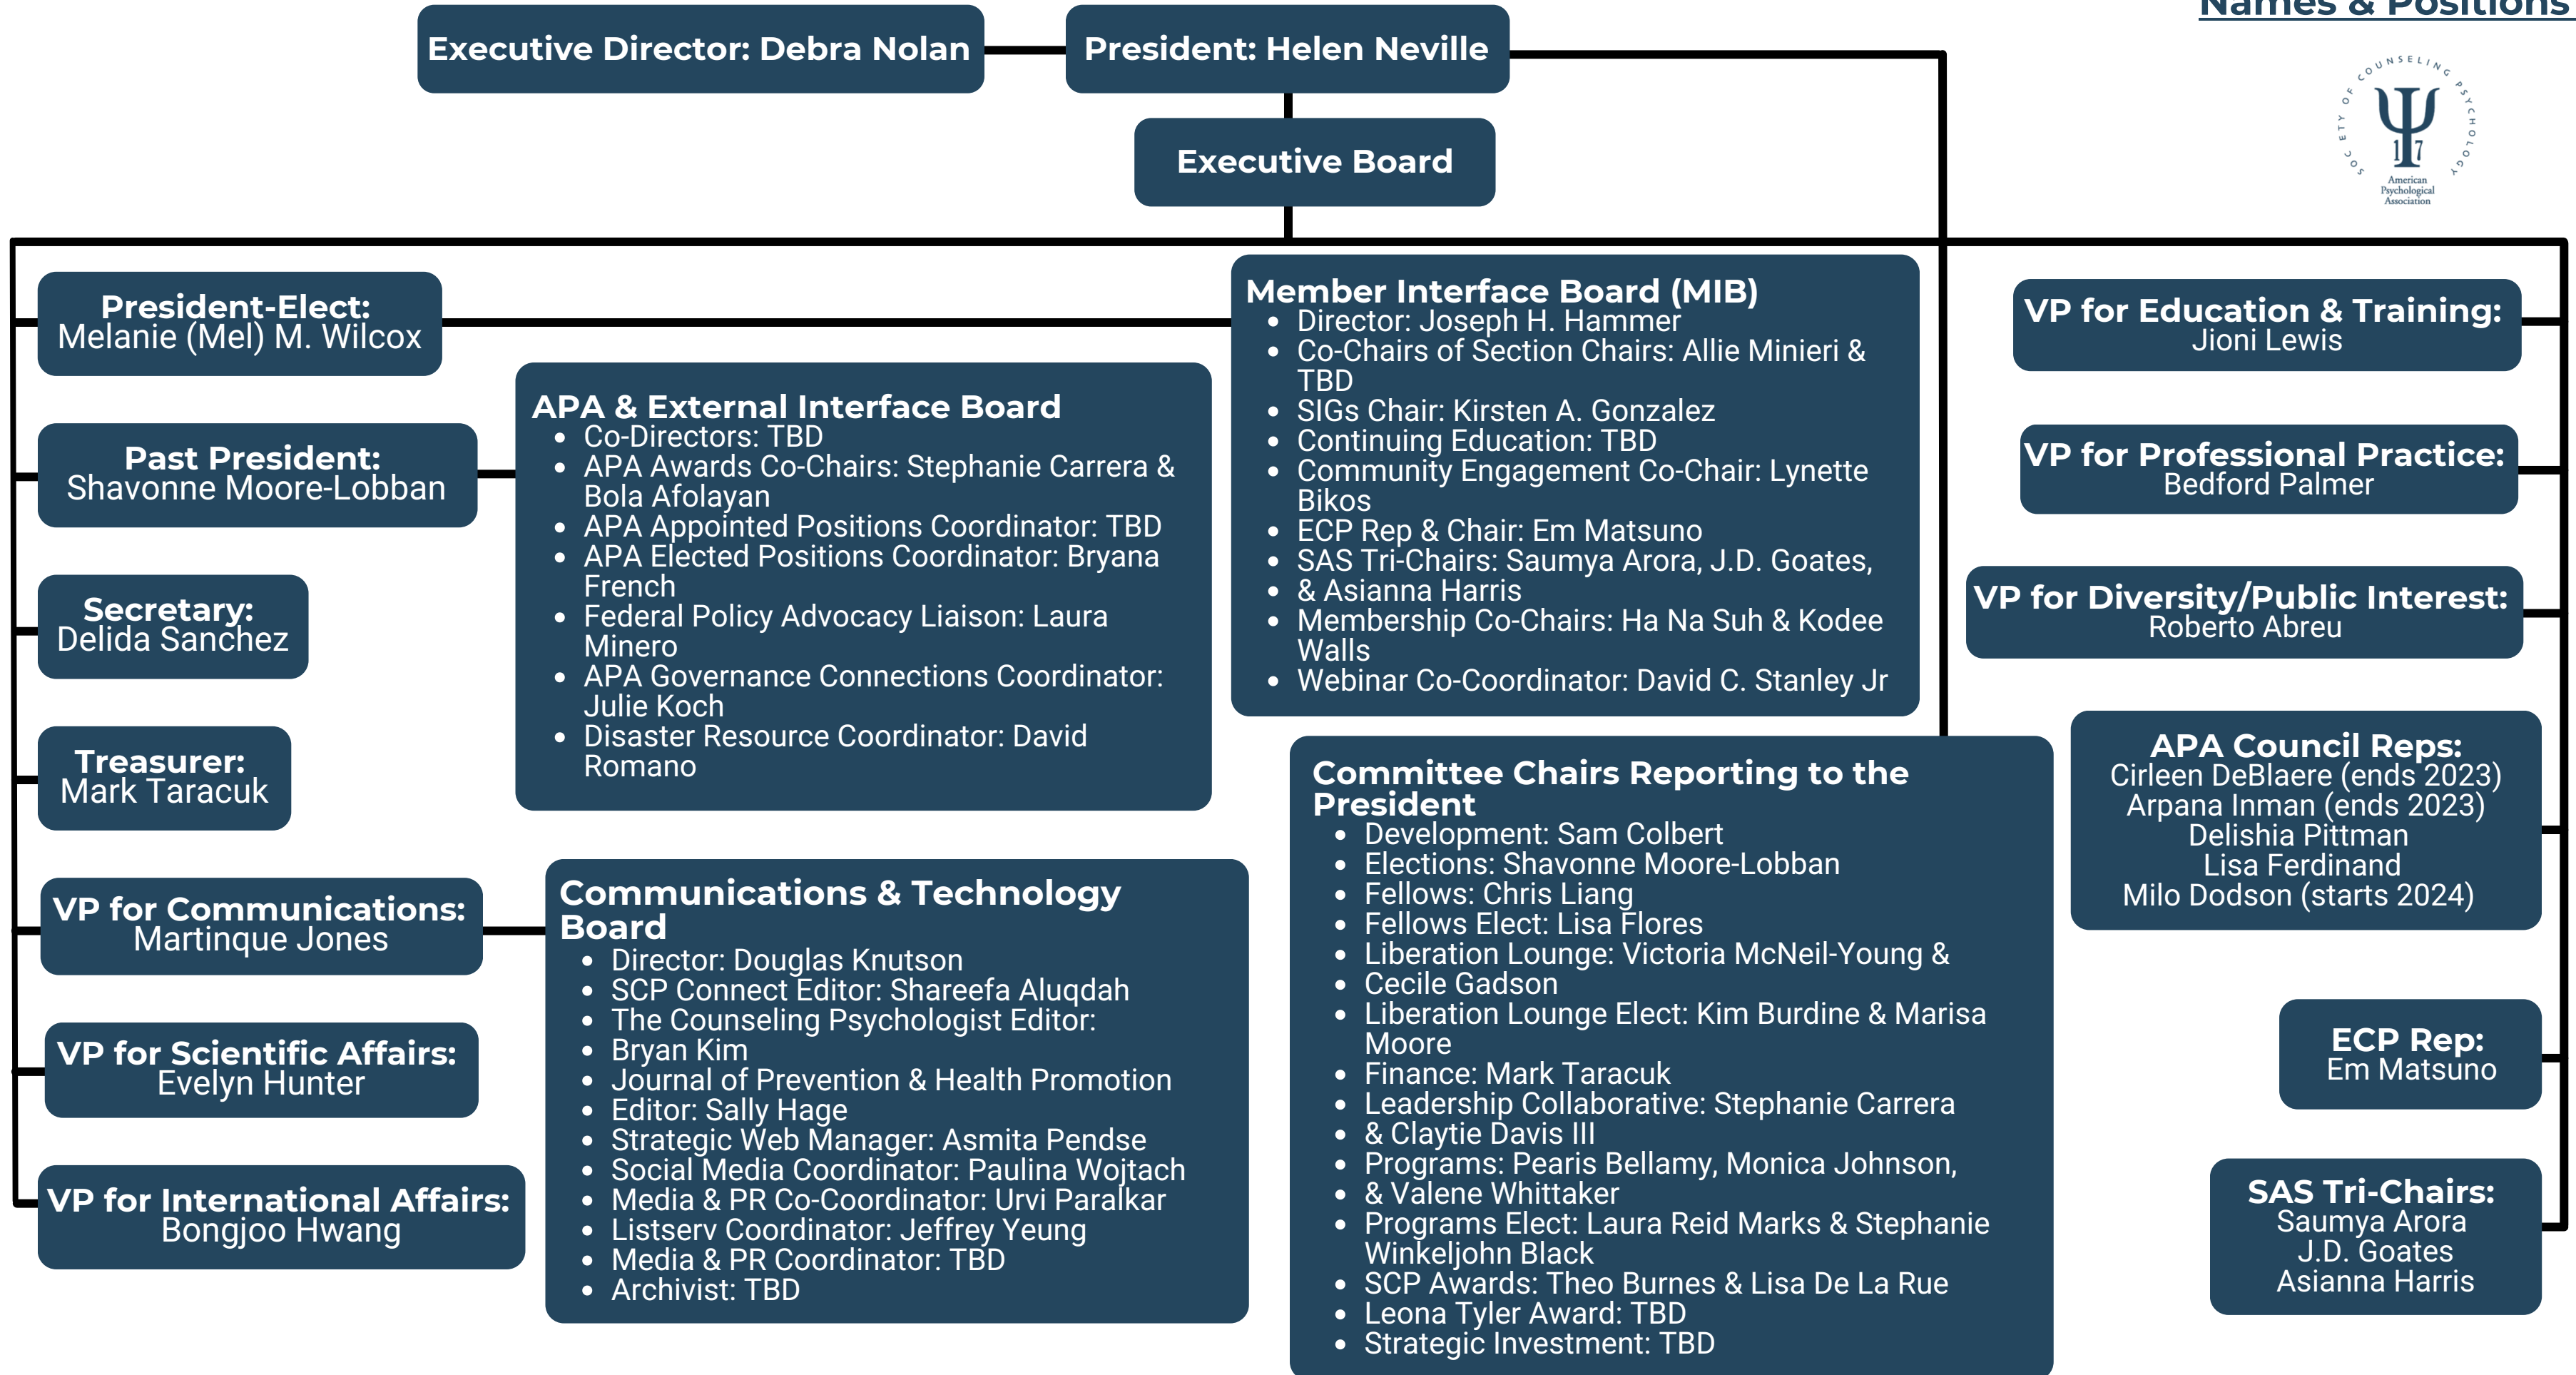 Names & Positions
Executive Director: Debra Nolan
President: Helen Neville
Executive Board
SOCIETY OF COUNSELING PSYCHOLOGY
17
American
Psychological
Association
President-Elect:
Melanie (Mel) M. Wilcox
Past President:
Shavonne Moore-Lobban
Secretary:
Delida Sanchez
Treasurer:
Mark Taracuk
VP for Communications:
Martinque Jones
VP for Scientific Affairs:
Evelyn Hunter
VP for International Affairs:
Bongjoo Hwang
APA & External Interface Board
• Co-Directors: TBD
• APA Awards Co-Chairs: Stephanie Carrera &
Bola Afolayan
• APA Appointed Positions Coordinator: TBD
• APA Elected Positions Coordinator: Bryana
French
• Federal Policy Advocacy Liaison: Laura
Minero
• APA Governance Connections Coordinator:
Julie Koch
• Disaster Resource Coordinator: David
Romano
Communications & Technology
Board
• Director: Douglas Knutson
• SCP Connect Editor: Shareefa Aluqdah
• The Counseling Psychologist Editor:
• Bryan Kim
• Journal of Prevention & Health Promotion
• Editor: Sally Hage
• Strategic Web Manager: Asmita Pendse
• Social Media Coordinator: Paulina Wojtach
• Media & PR Co-Coordinator: Urvi Paralkar
• Listserv Coordinator: Jeffrey Yeung
• Media & PR Coordinator: TBD
• Archivist: TBD
Member Interface Board (MIB)
• Director: Joseph H. Hammer
• Co-Chairs of Section Chairs: Allie Minieri &
TBD
• SIGs Chair: Kirsten A. Gonzalez
• Continuing Education: TBD
• Community Engagement Co-Chair: Lynette
Bikos
• ECP Rep & Chair: Em Matsuno
• SAS Tri-Chairs: Saumya Arora, J.D. Goates,
• & Asianna Harris
• Membership Co-Chairs: Ha Na Suh & Kodee
Walls
• Webinar Co-Coordinator: David C. Stanley Jr
Committee Chairs Reporting to the
President
• Development: Sam Colbert
• Elections: Shavonne Moore-Lobban
• Fellows: Chris Liang
• Fellows Elect: Lisa Flores
• Liberation Lounge: Victoria McNeil-Young &
• Cecile Gadson
• Liberation Lounge Elect: Kim Burdine & Marisa
Moore
• Finance: Mark Taracuk
• Leadership Collaborative: Stephanie Carrera
• & Claytie Davis III
• Programs: Pearis Bellamy, Monica Johnson,
• & Valene Whittaker
• Programs Elect: Laura Reid Marks & Stephanie
Winkeljohn Black
• SCP Awards: Theo Burnes & Lisa De La Rue
• Leona Tyler Award: TBD
• Strategic Investment: TBD
VP for Education & Training:
Jioni Lewis
VP for Professional Practice:
Bedford Palmer
VP for Diversity/Public Interest:
Roberto Abreu
APA Council Reps:
Cirleen DeBlaere (ends 2023)
Arpana Inman (ends 2023)
Delishia Pittman
Lisa Ferdinand
Milo Dodson (starts 2024)
ECP Rep:
Em Matsuno
SAS Tri-Chairs:
Saumya Arora
J.D. Goates
Asianna Harris